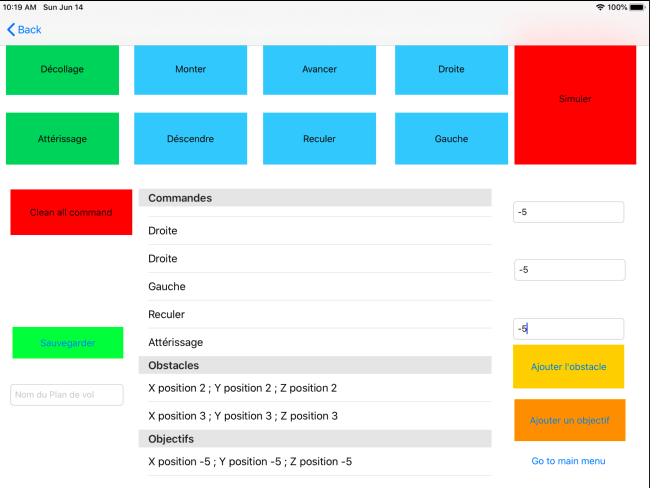 10:19 AM Sun Jun 14 100%
Back
Décollage Monter Avancer Droite
Simuler
Attérissage Déscendre Reculer Gauche
Clean all command
Commandes
-5
Droite
Droite
-5
Gauche
Reculer
-5
Sauvegarder
Attérissage
Obstacles
Ajouter l'obstacle
X position 2 ; Y position 2 ; Z position 2
Nom du Plan de vol
X position 3 ; Y position 3 ; Z position 3
Ajouter un objectif
Objectifs
X position -5 ; Y position -5 ; Z position -5
Go to main menu